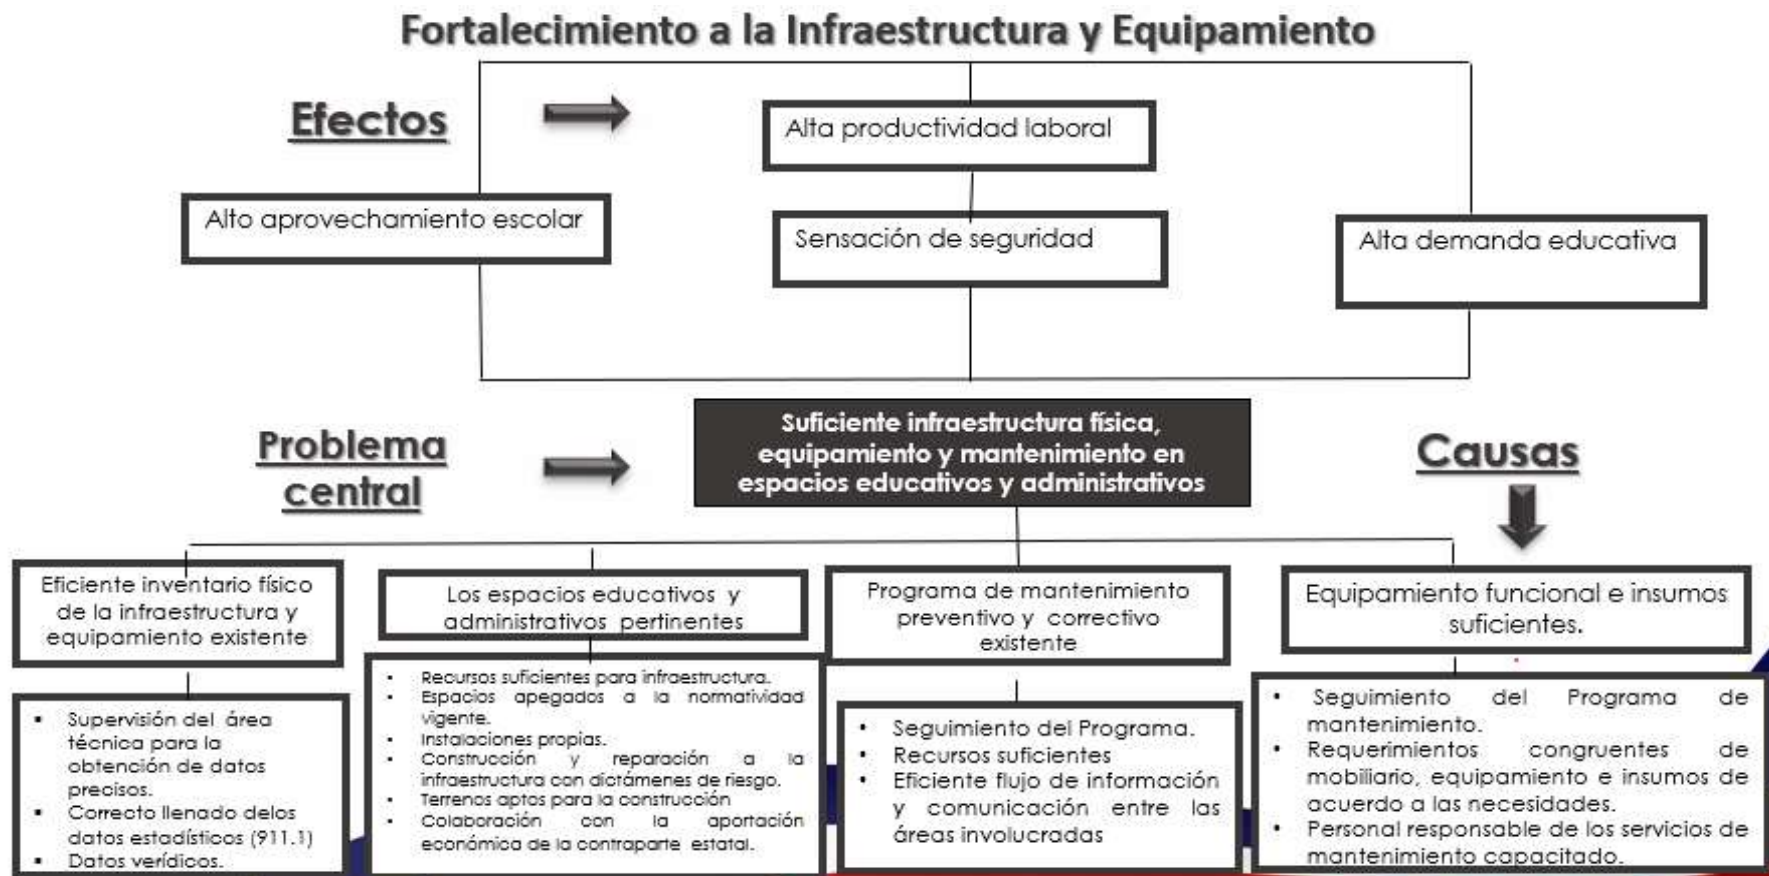 Fortalecimiento a la Infraestructura y Equipamiento
Efectos
Alta productividad laboral
Alto aprovechamiento escolar
Sensación de seguridad
Alta demanda educativa
Problema
central
Suficiente infraestructura física,
equipamiento y mantenimiento en
espacios educativos y administrativos
Causas
Eficiente inventario físico
de la infraestructura y
equipamiento existente
Los espacios educativos y
administrativos pertinentes
Programa de mantenimiento
preventivo y correctivo
existente
Equipamiento funcional e insumos
suficientes.
▪ Supervisión del área
técnica para la
obtención de datos
precisos.
▪ Correcto llenado delos
datos estadísticos (911.1)
▪ Datos verídicos.
• Recursos suficientes para infraestructura.
• Espacios apegados a la normatividad
vigente.
• Instalaciones propias.
• Construcción y reparación a la
infraestructura con dictámenes de riesgo.
• Terrenos aptos para la construcción
• Colaboración con la aportación
económica de la contraparte estatal.
• Seguimiento del Programa.
• Recursos suficientes
• Eficiente flujo de información
y comunicación entre las
áreas involucradas
• Seguimiento del Programa de
mantenimiento.
• Requerimientos congruentes de
mobiliario, equipamiento e insumos de
acuerdo a las necesidades.
• Personal responsable de los servicios de
mantenimiento capacitado.